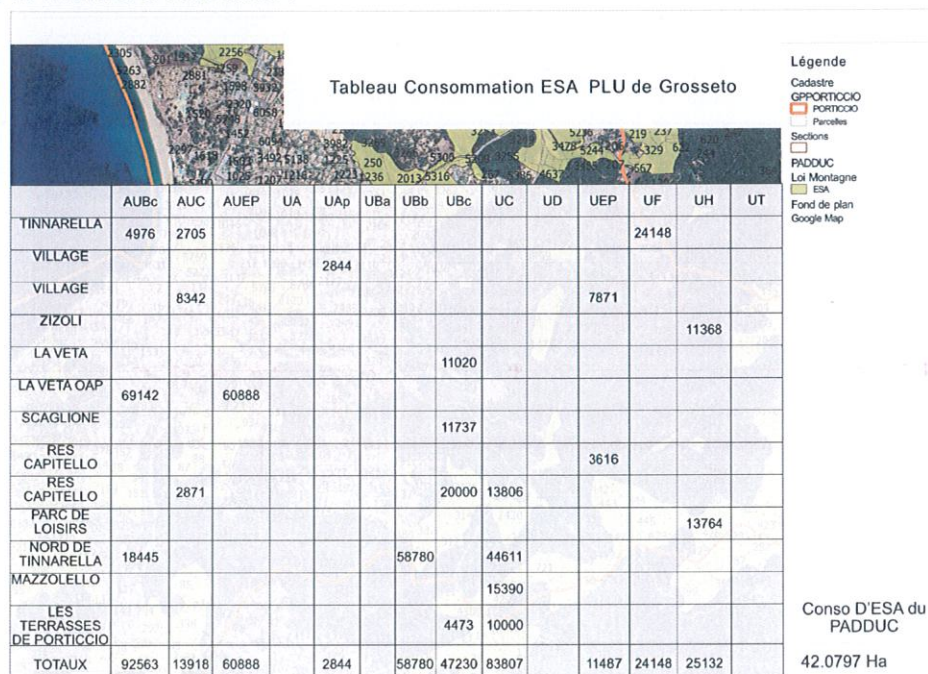 Tableau Consommation ESA PLU de Grosseto
Légende
Cadastre
GPPORTICCIO
PORTICCIO
Parcelles
Sections
PADDUC
Loi Montagne
ESA
Fond de plan
Google Map
AUBc AUC AUEP UA UAp UBa UBb UBc UC UD UEP UF UH UT
TINNARELLA 4976 2705 24148
VILLAGE 2844
VILLAGE 8342 7871
ZIZOLI 11368
LA VETA 11020
LA VETA OAP 69142 60888
SCAGLIONE 11737
RES
CAPITELLO 3616
RES
CAPITELLO 2871 20000 13806
PARC DE
LOISIRS 13764
NORD DE
TINNARELLA 18445 58780 44611
MAZZOLELLO 15390
LES
TERRASSES
DE PORTICCIO 4473 10000
TOTAUX 92563 13918 60888 2844 58780 47230 83807 11487 24148 25132
Conso D'ESA du
PADDUC
42.0797 Ha